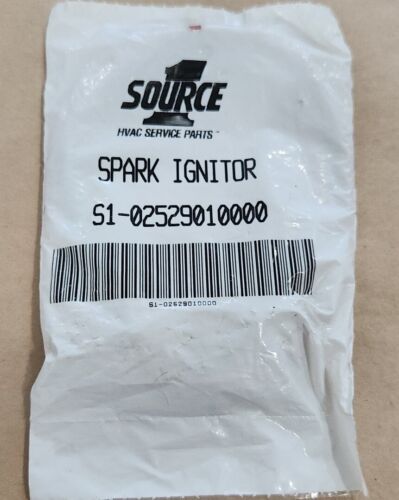 SOURCE 1
HVAC SERVICE PARTS™
SPARK IGNITOR
S1-02529010000
S1-02529010000